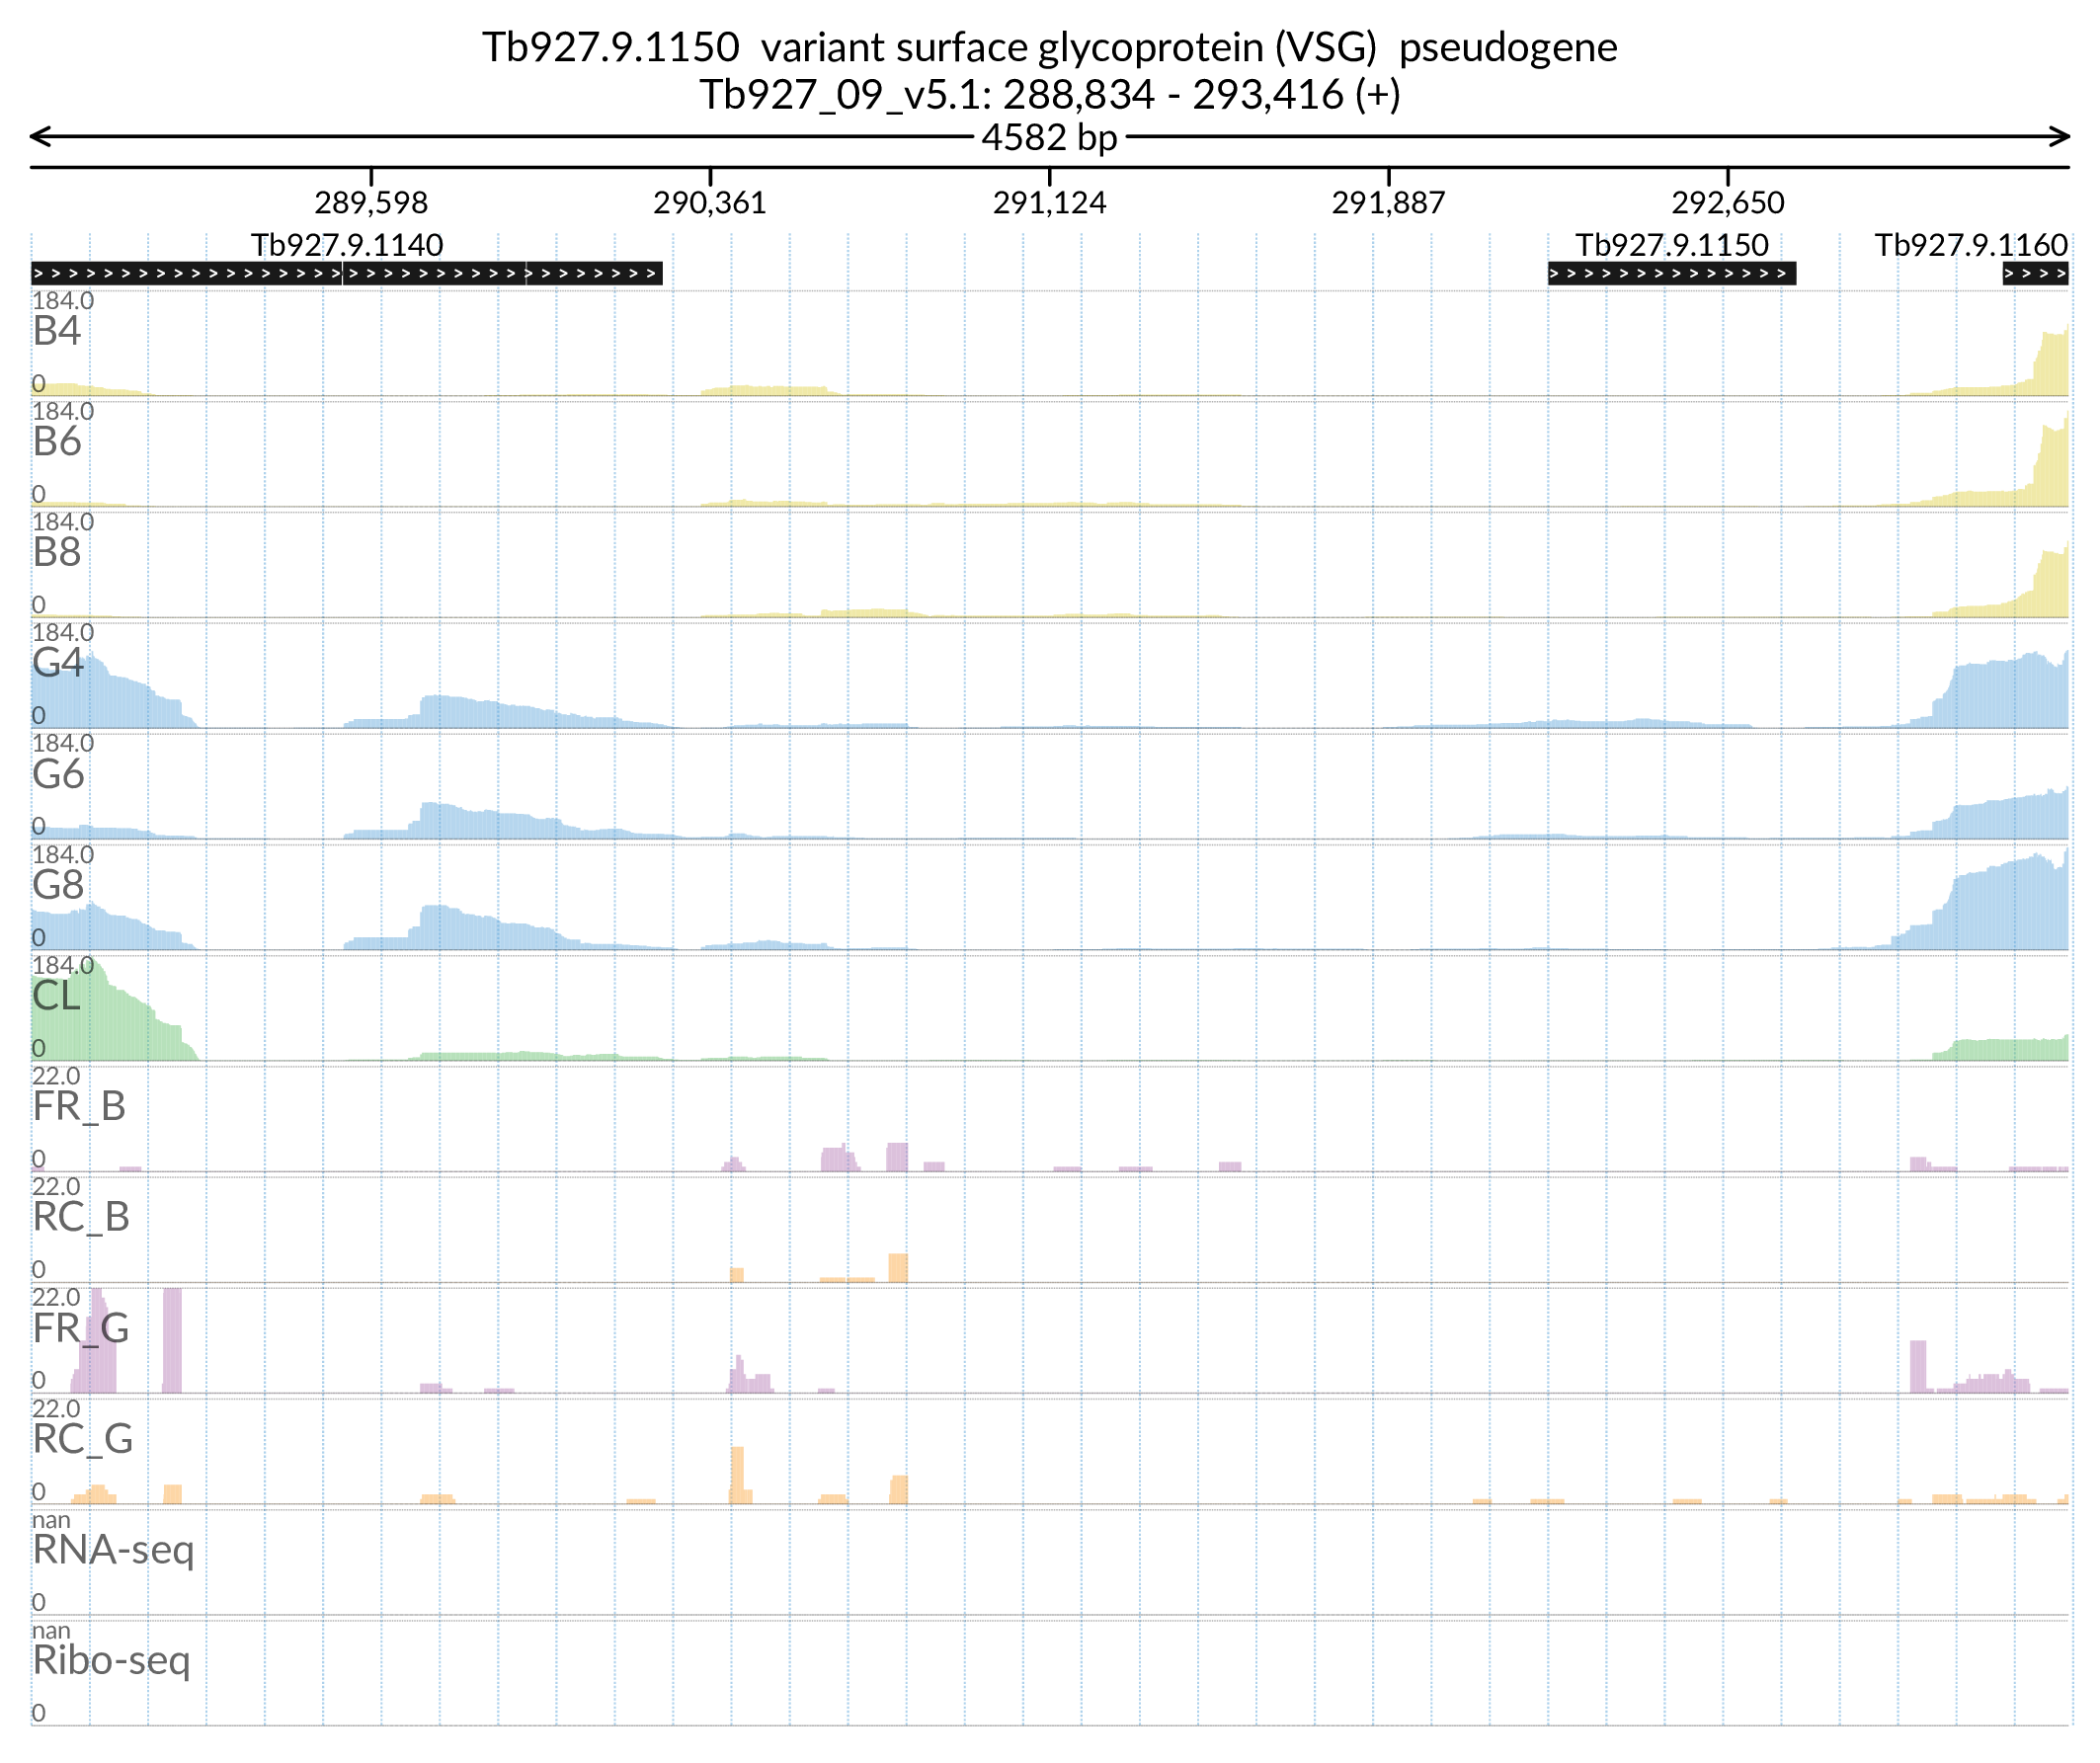 Tb927.9.1150 variant surface glycoprotein (VSG) pseudogene
Tb927_09_v5.1: 288,834 - 293,416 (+)
4582 bp
289,598 290,361 291,124 291,887 292,650
Tb927.9.1140 Tb927.9.1150 Tb927.9.1160
184.0
B4
0
184.0
B6
0
184.0
B8
0
184.0
G4
0
184.0
G6
0
184.0
G8
0
184.0
CL
0
22.0
FR_B
0
22.0
RC_B
0
22.0
FR_G
0
22.0
RC_G
0
nan
RNA-seq
0
nan
Ribo-seq
0